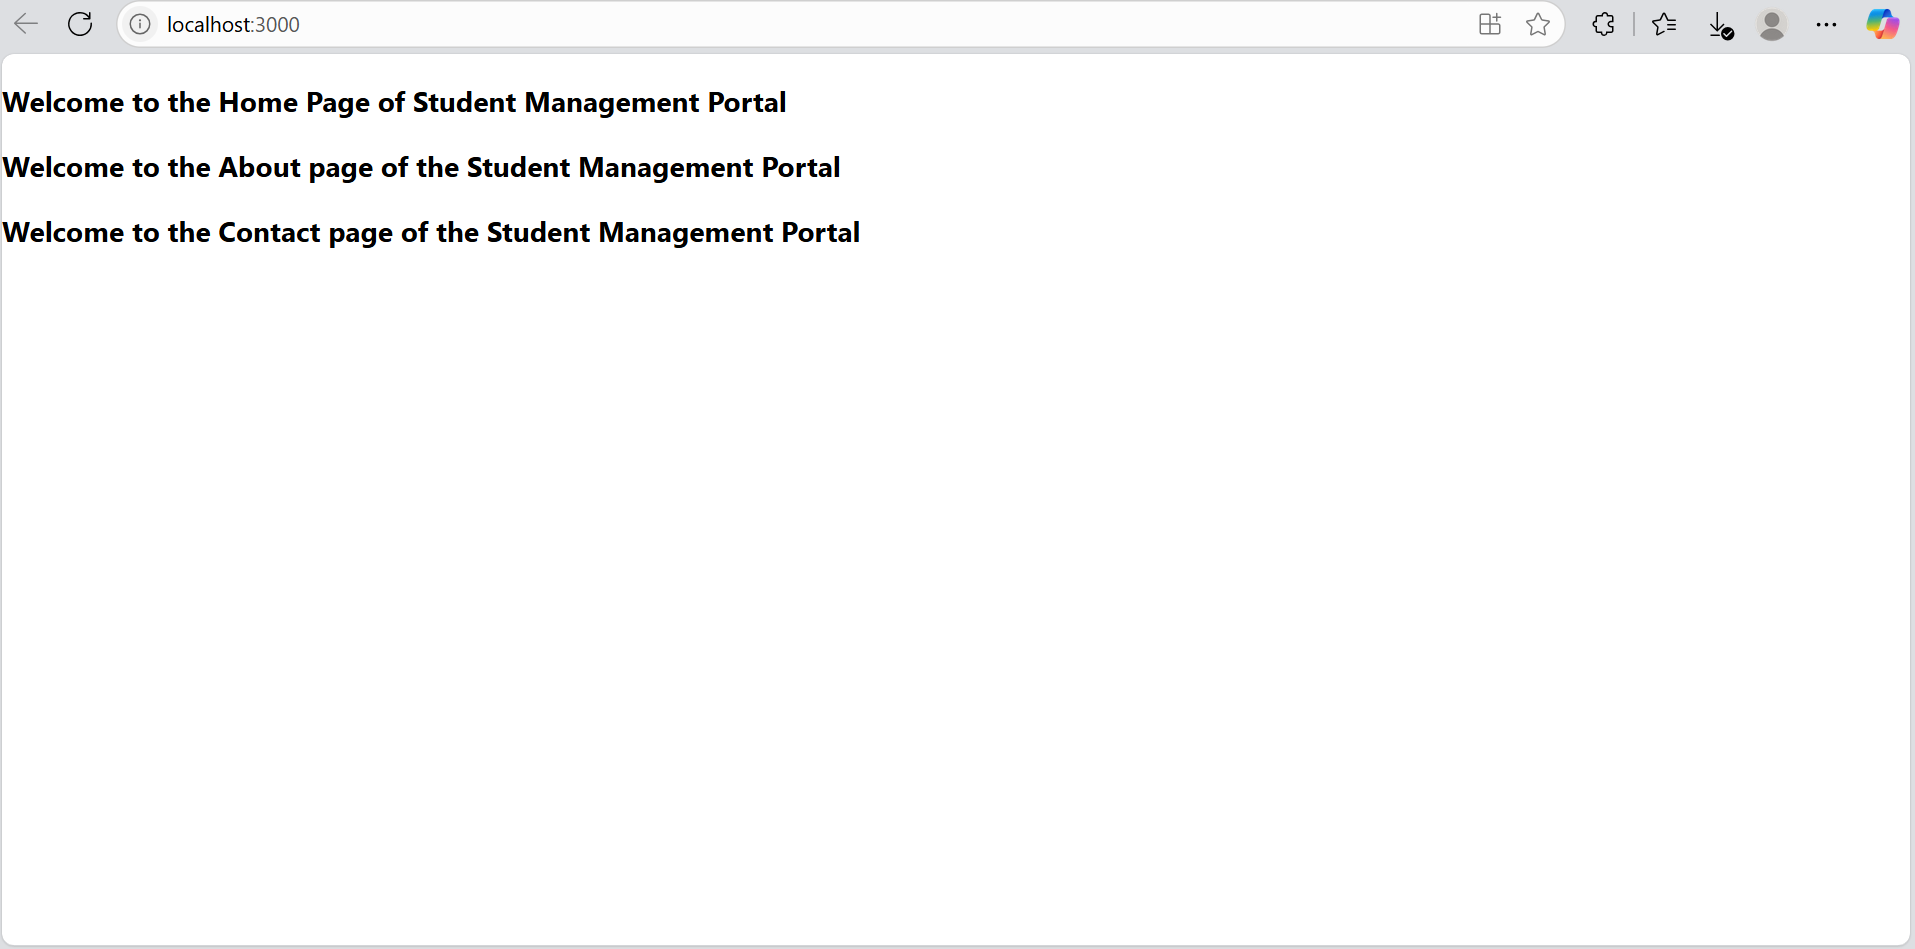 localhost:3000
Welcome to the Home Page of Student Management Portal
Welcome to the About page of the Student Management Portal
Welcome to the Contact page of the Student Management Portal